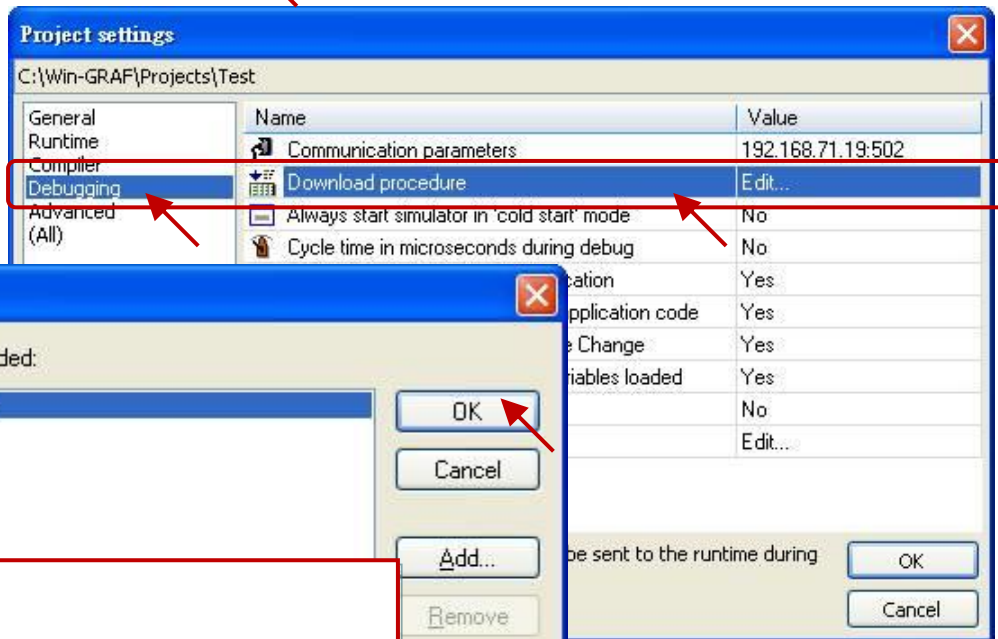 Project settings
C:\Win-GRAF\Projects\Test
General
Runtime
Compiler
Debugging
Advanced
(All)
Name Value
Communication parameters 192.168.71.19:502
Download procedure Edit...
Always start simulator in 'cold start' mode No
Cycle time in microseconds during debug No
cation Yes
pplication code Yes
e Change Yes
riables loaded Yes
No
Edit...
be sent to the runtime during
OK
Cancel
ded:
OK
Cancel
Add...
Remove